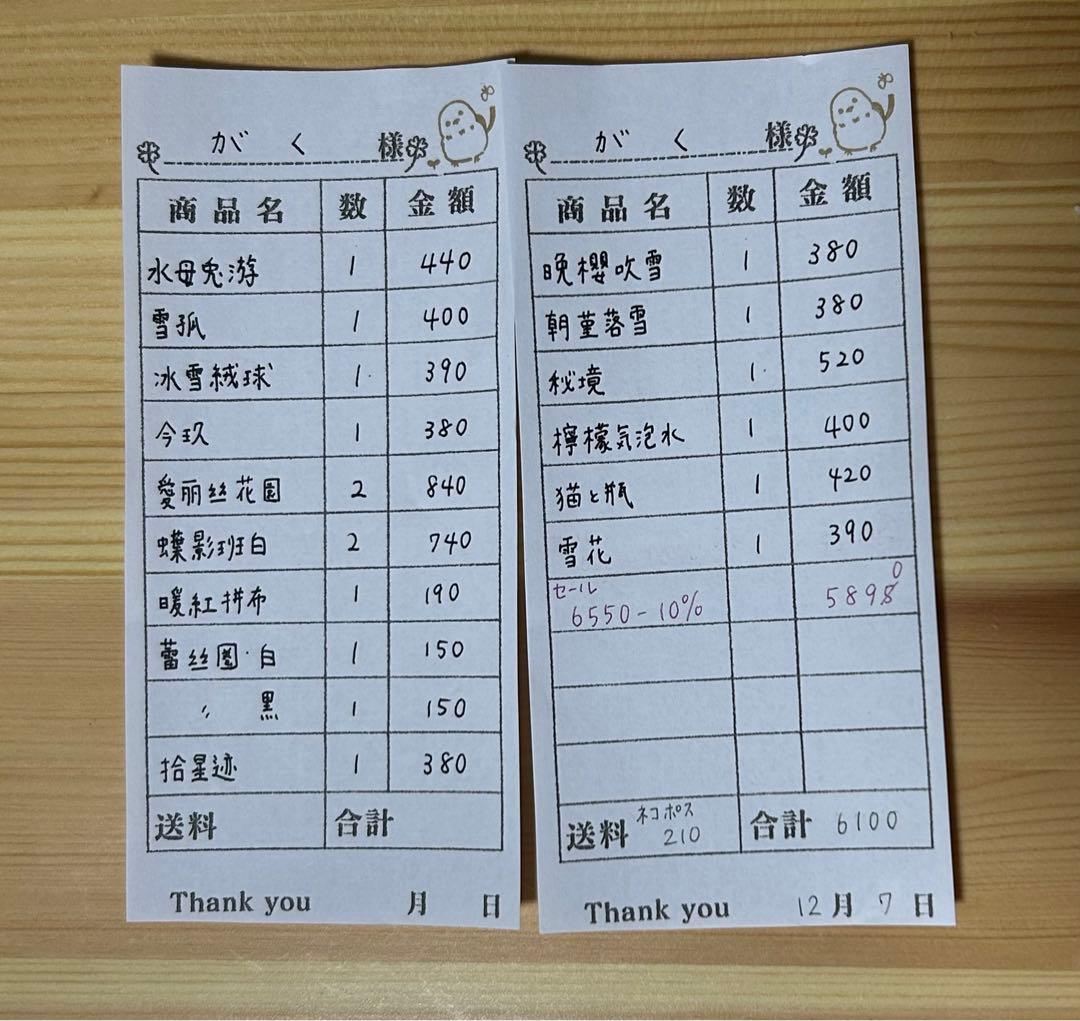 がく 様
商品名 数 金額
水母兎游 1 440
雪孤 1 400
冰雪絨球 1 390
今玖 1 380
愛丽丝花園 2 840
蝶影斑白 2 740
暖紅拼布 1 190
蕾丝圏・白 1 150
〃 黒 1 150
拾星迹 1 380
送料 合計
Thank you 月 日
がく 様
商品名 数 金額
晩櫻吹雪 1 380
朝菫落雪 1 380
秘境 1 520
檸檬気泡水 1 400
猫と瓶 1 420
雪花 1 390
セール
6550-10% 5890
送料 ネコポス 210 合計 6100
Thank you 12月 7日